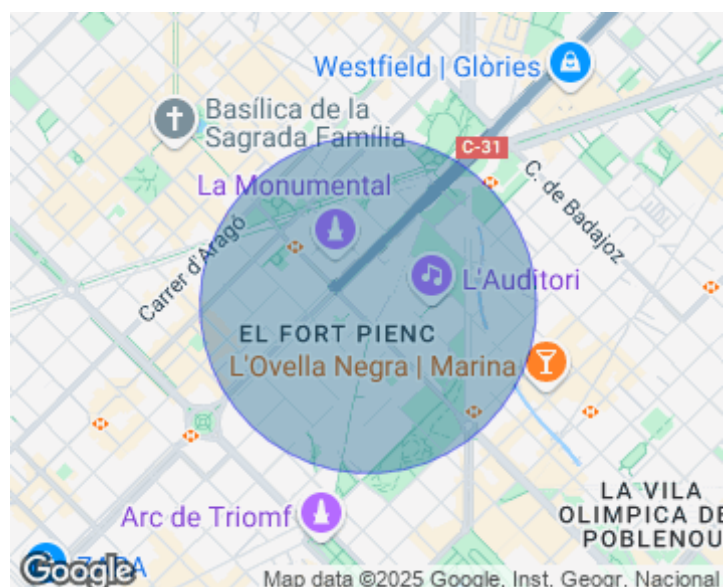 Westfield | Glòries
Basílica de la
Sagrada Família
C-31
La Monumental
C. de Badajoz
Carrer d'Aragó
L'Auditori
EL FORT PIENC
L'Ovella Negra | Marina
LA VILA
OLIMPICA DE
POBLENOU
Arc de Triomf
Google
Map data ©2025 Google, Inst. Geogr. Nacional